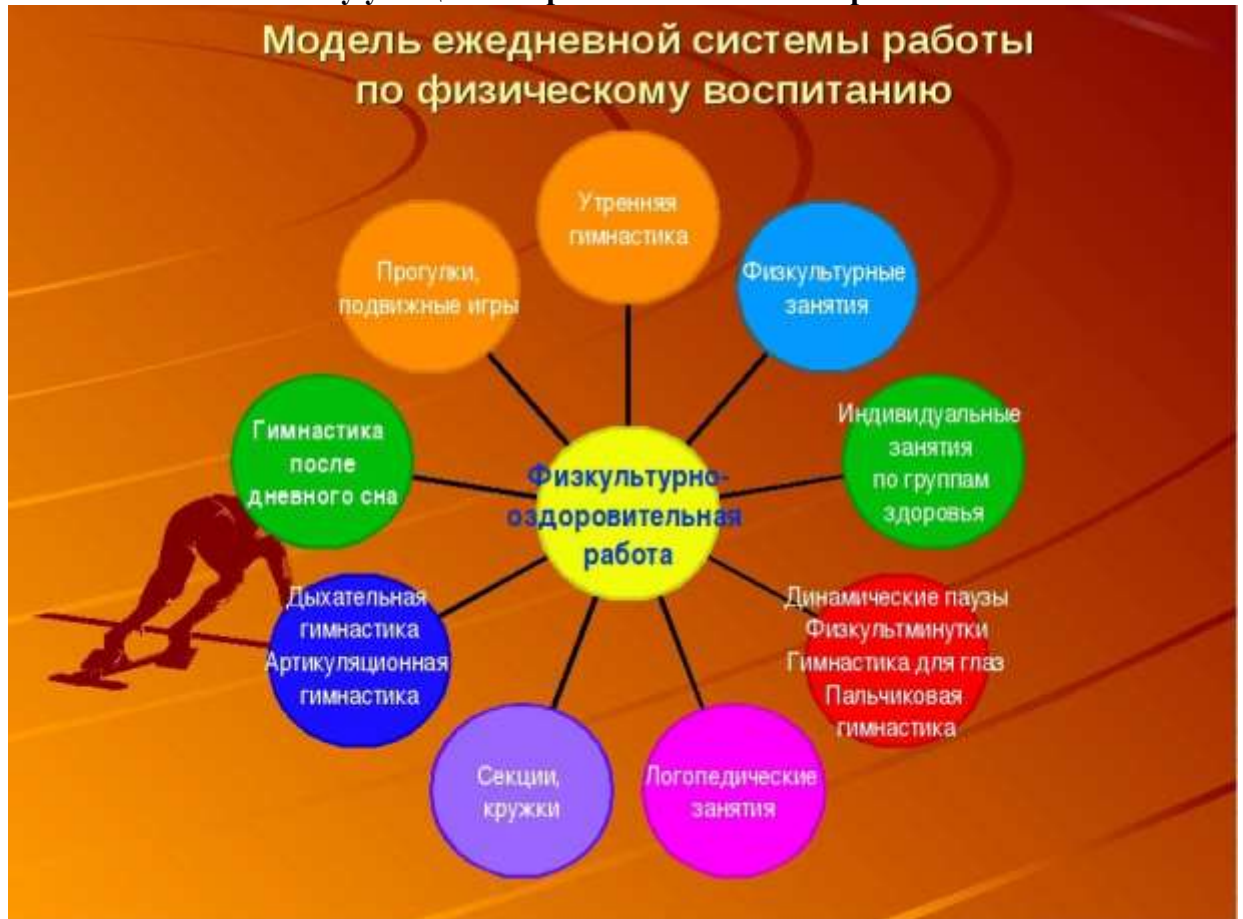 Модель ежедневной системы работы
по физическому воспитанию
Утренняя
гимнастика
Физкультурные
занятия
Индивидуальные
занятия
по группам
здоровья
Динамические паузы
Физкультминутки
Гимнастика для глаз
Пальчиковая
гимнастика
Логопедические
занятия
Секции,
кружки
Дыхательная
гимнастика
Артикуляционная
гимнастика
Гимнастика
после
дневного сна
Прогулки,
подвижные игры
Физкультурно-
оздоровительная
работа